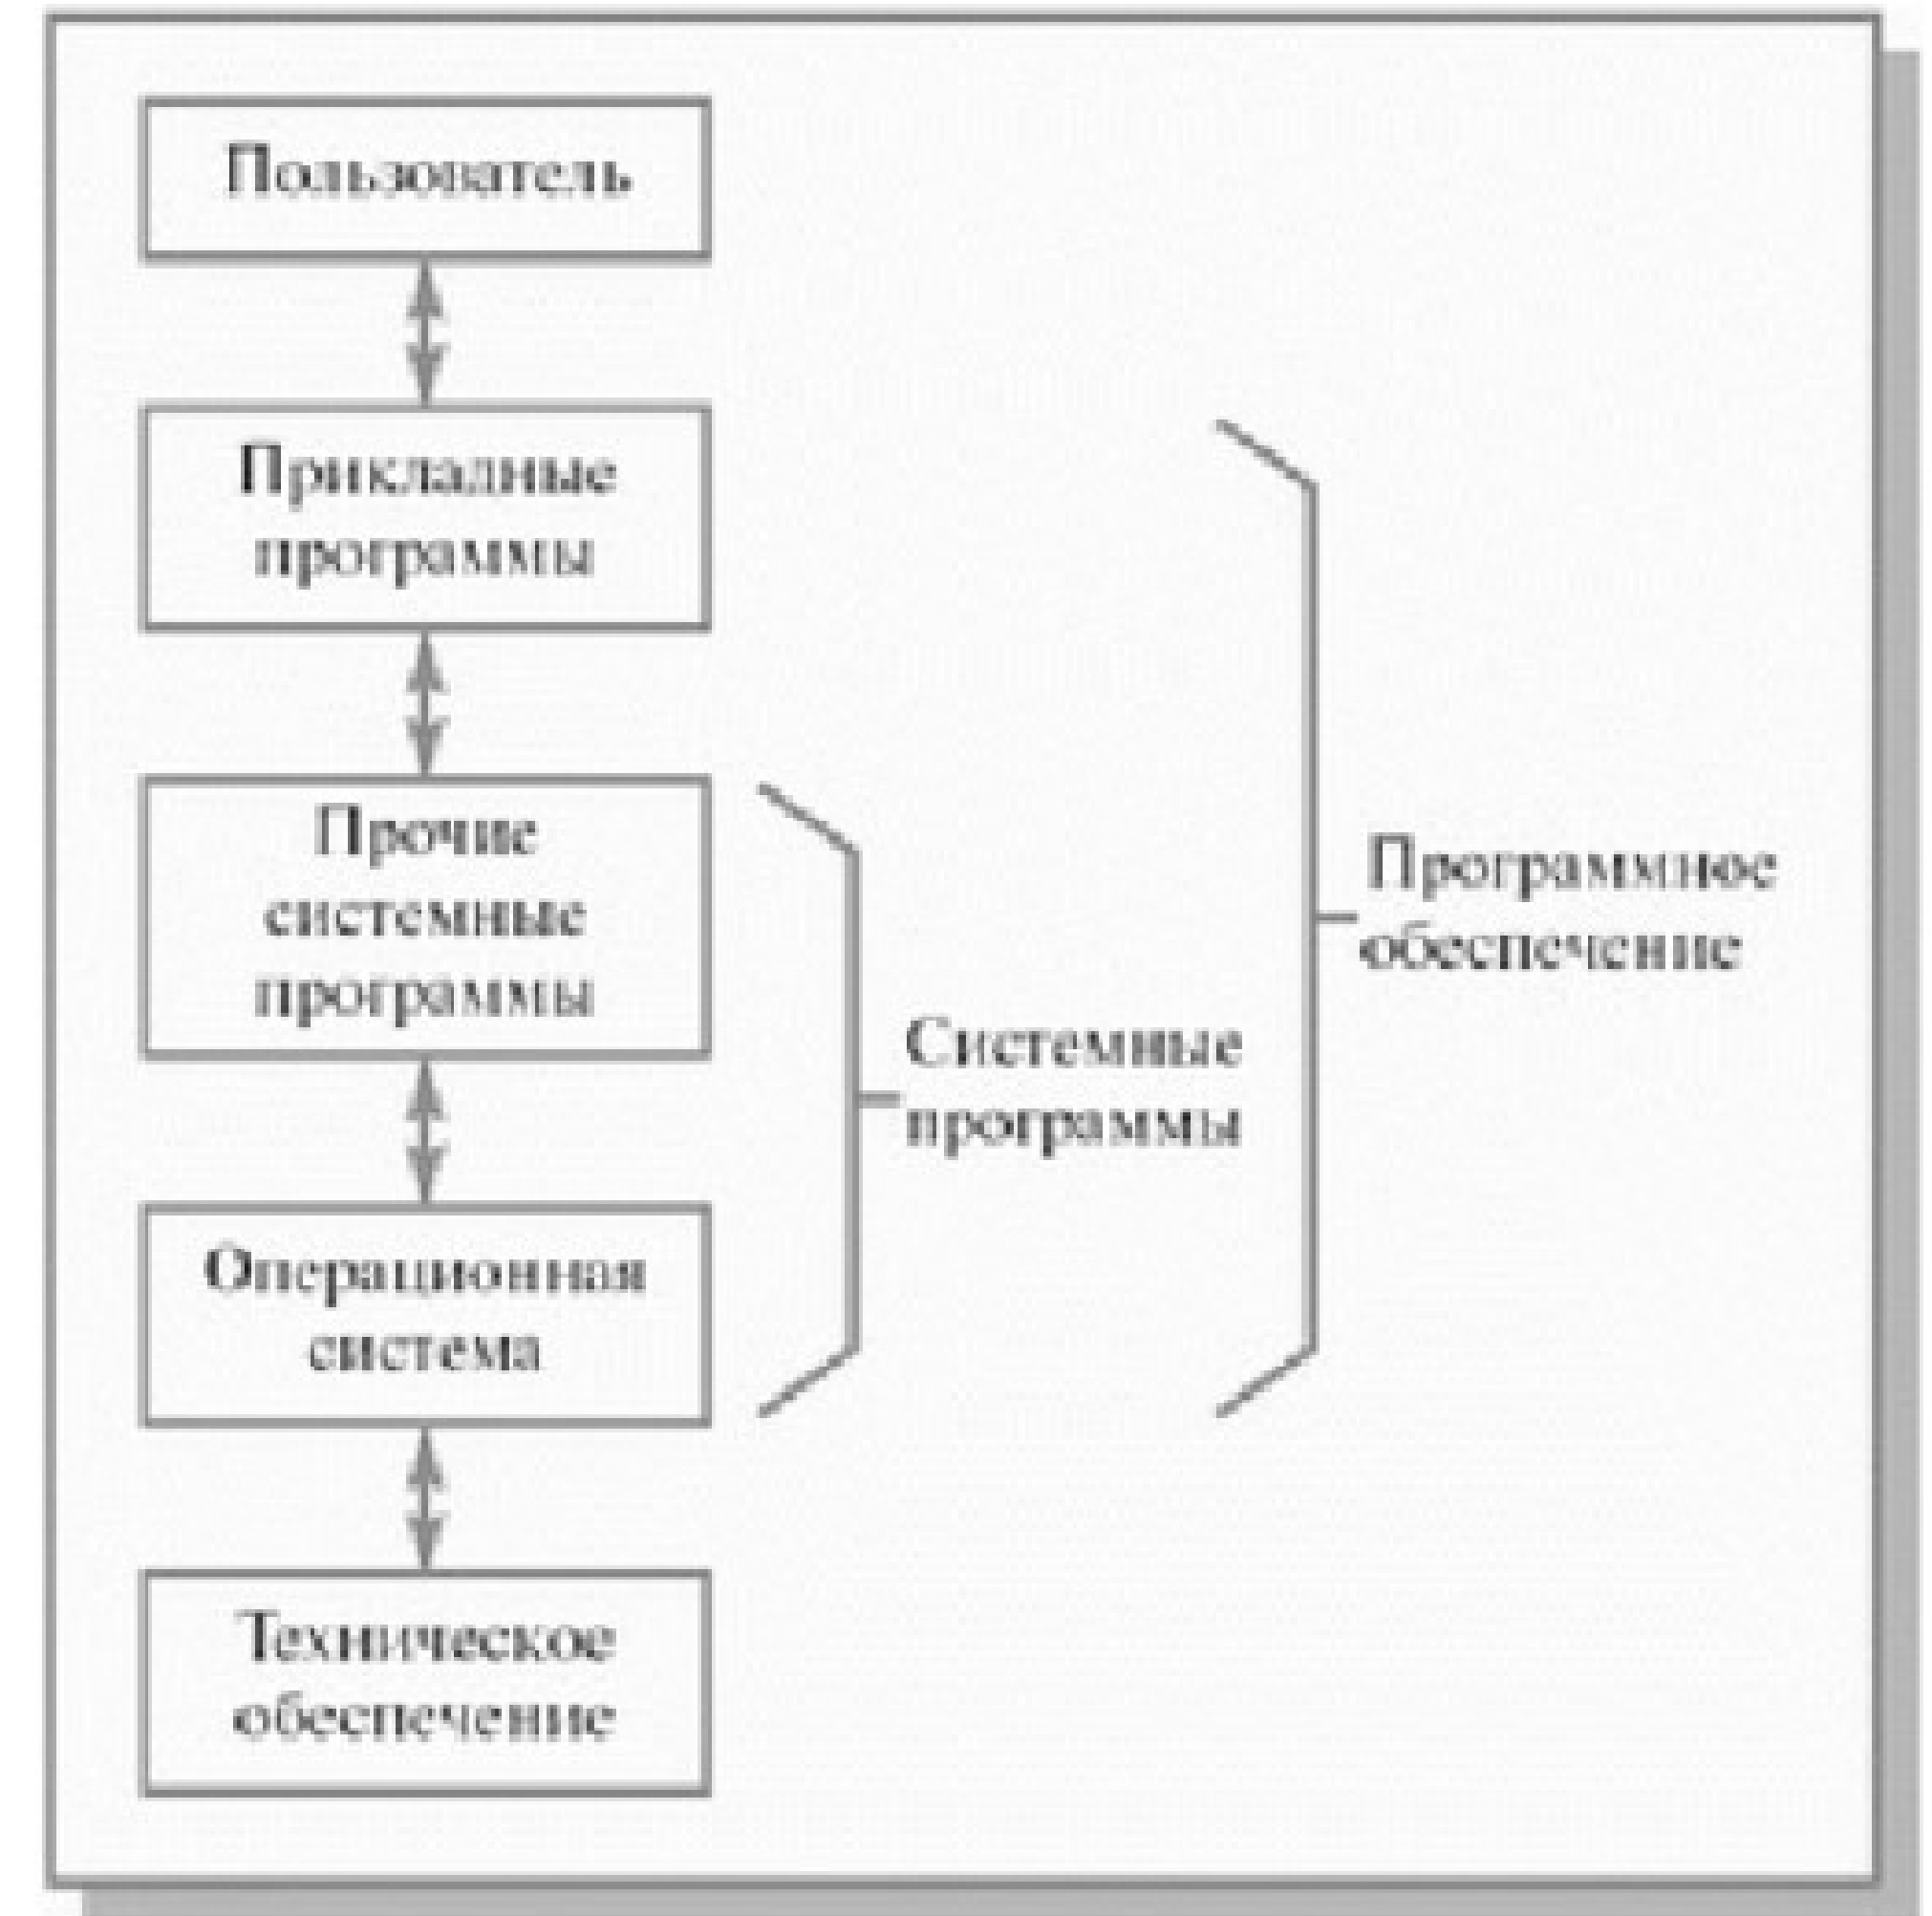 Пользователь
Прикладные
программы
Прочие
системные
программы
Операционная
система
Техническое
обеспечение
Системные
программы
Программное
обеспечение